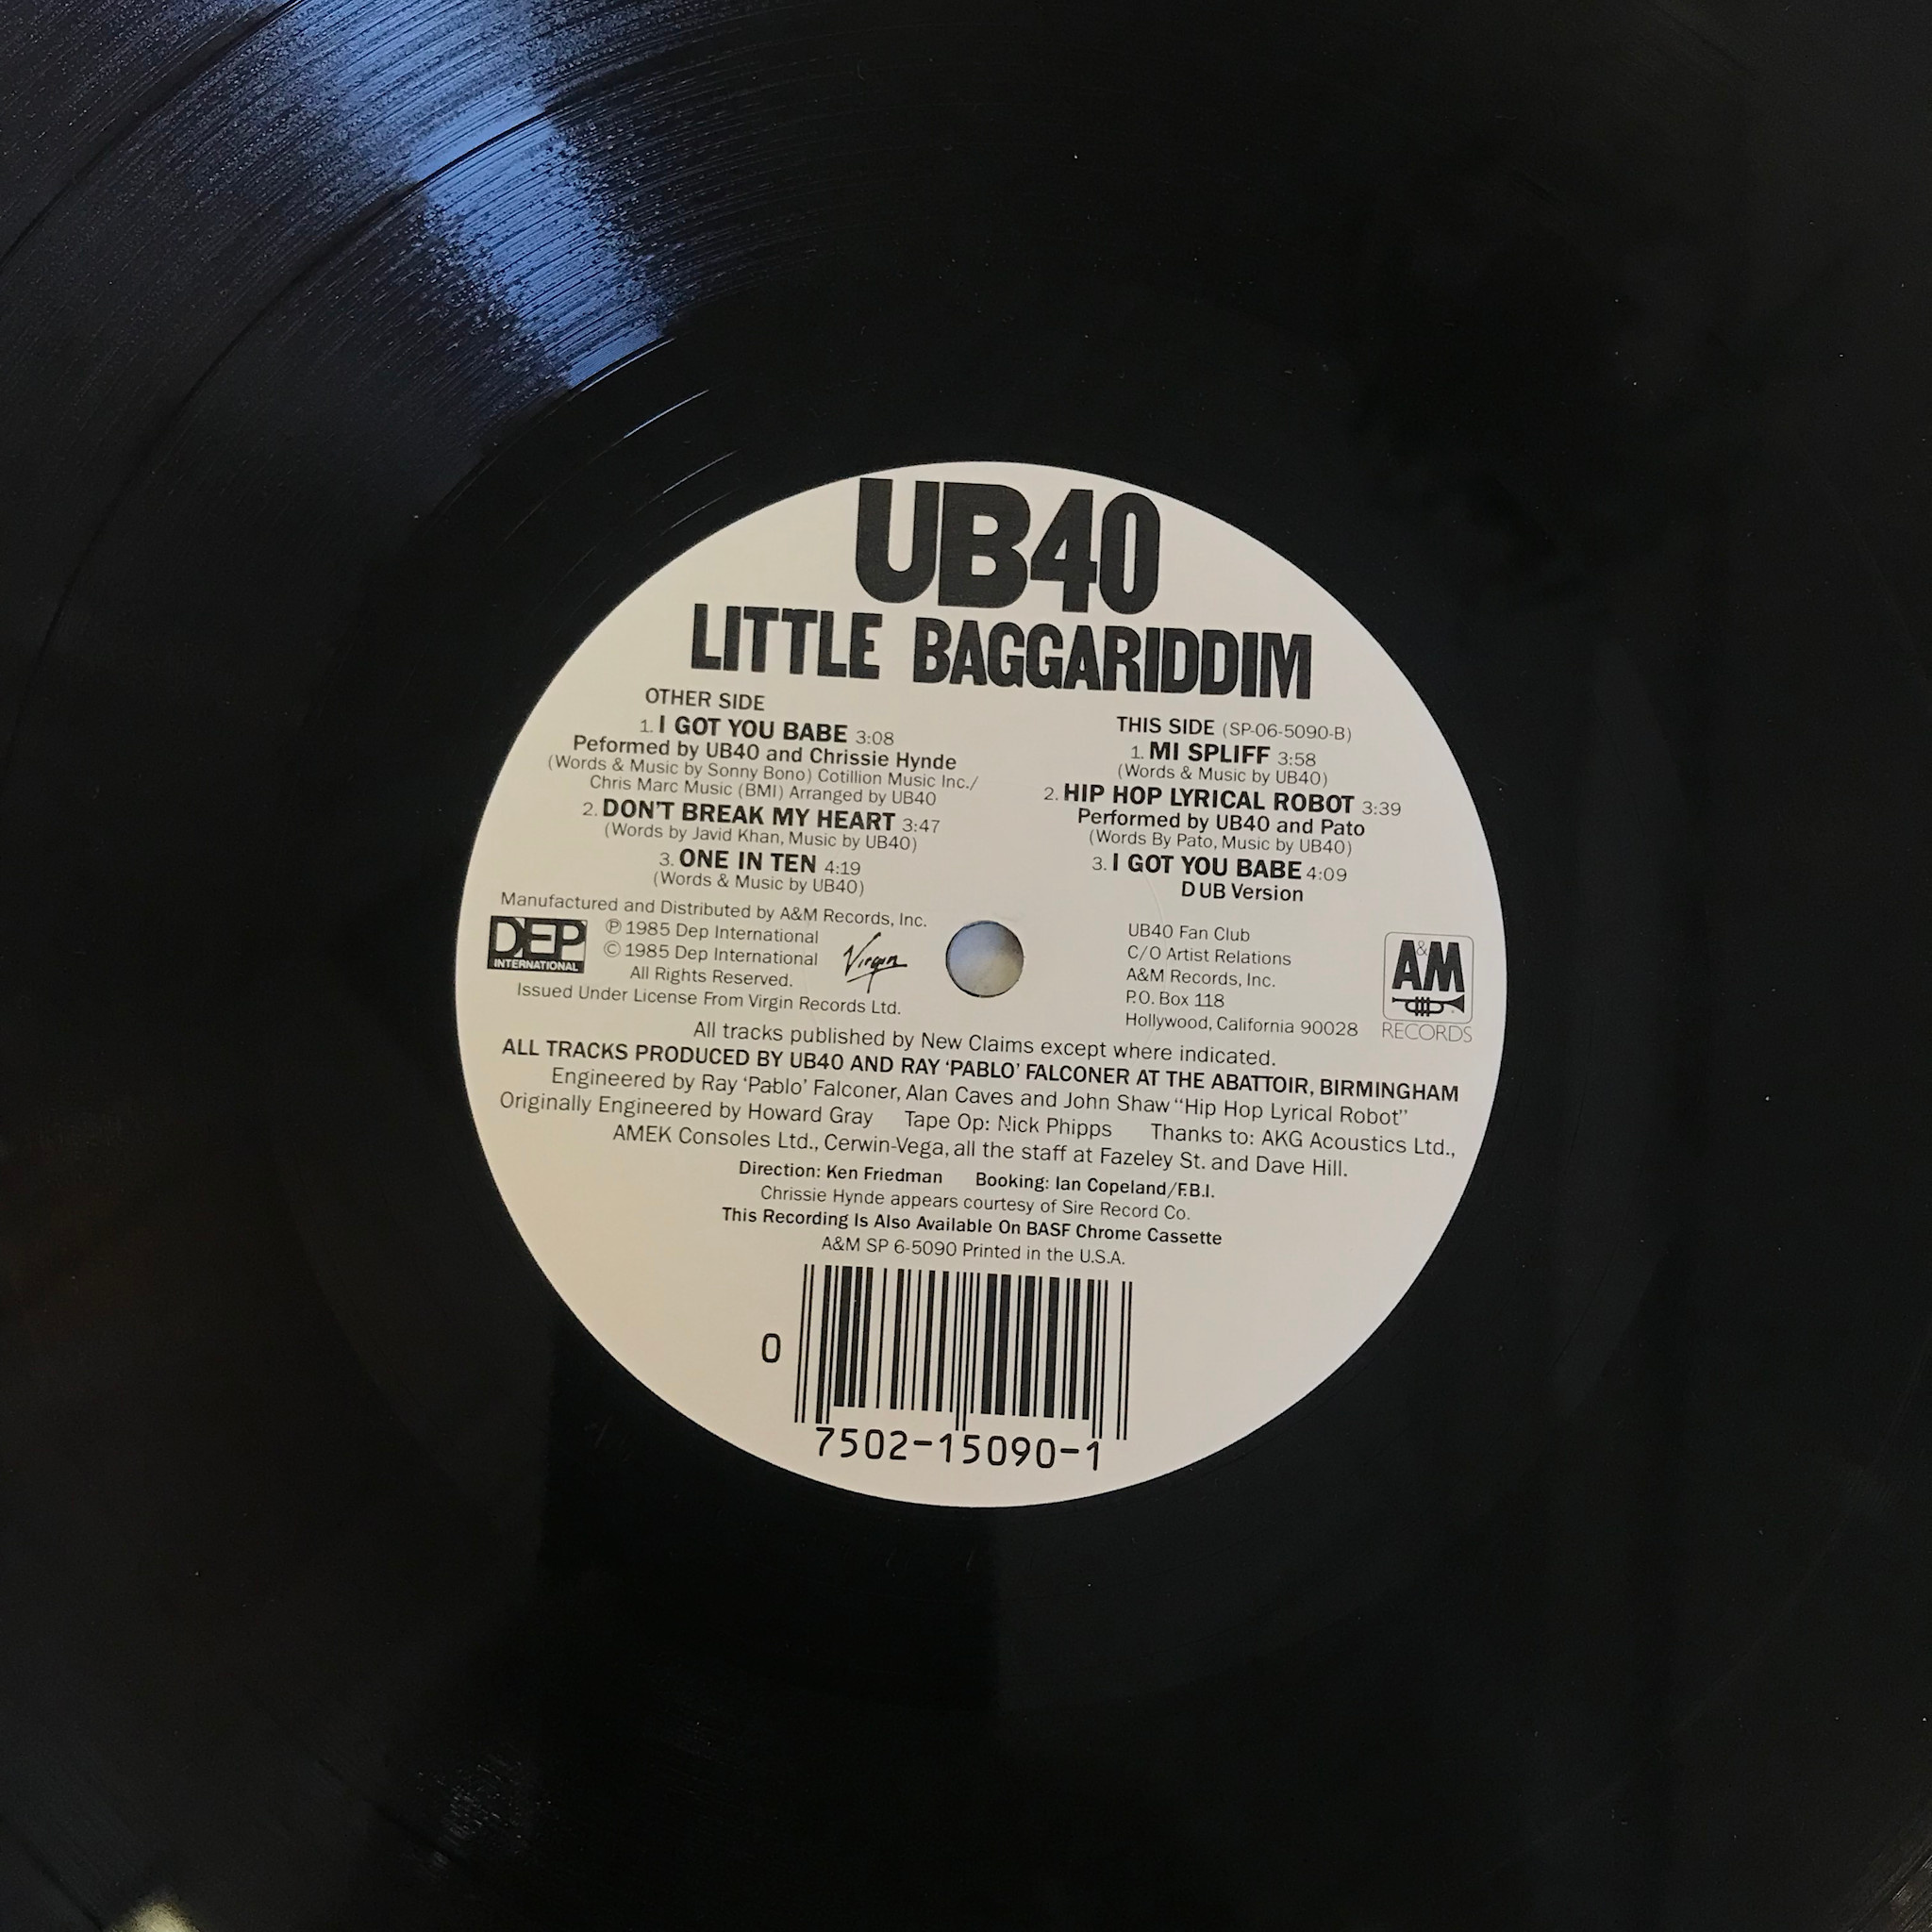 UB40
LITTLE BAGGARIDDIM
OTHER SIDE
1. I GOT YOU BABE 3:08
Peformed by UB40 and Chrissie Hynde
(Words & Music by Sonny Bono) Cotillion Music Inc./
Chris Marc Music (BMI) Arranged by UB40
2. DON'T BREAK MY HEART 3:47
(Words by Javid Khan, Music by UB40)
3. ONE IN TEN 4:19
(Words & Music by UB40)
THIS SIDE (SP-06-5090-B)
1. MI SPLIFF 3:58
(Words & Music by UB40)
2. HIP HOP LYRICAL ROBOT 3:39
Performed by UB40 and Pato
(Words By Pato, Music by UB40)
3. I GOT YOU BABE 4:09
DUB Version
Manufactured and Distributed by A&M Records, Inc.
DEP
INTERNATIONAL
℗ 1985 Dep International
© 1985 Dep International
All Rights Reserved.
Virgin
Issued Under License From Virgin Records Ltd.
UB40 Fan Club
C/O Artist Relations
A&M Records, Inc.
P.O. Box 118
Hollywood, California 90028
A&M
RECORDS
All tracks published by New Claims except where indicated.
ALL TRACKS PRODUCED BY UB40 AND RAY 'PABLO' FALCONER AT THE ABATTOIR, BIRMINGHAM
Engineered by Ray 'Pablo' Falconer, Alan Caves and John Shaw "Hip Hop Lyrical Robot"
Originally Engineered by Howard Gray Tape Op: Nick Phipps Thanks to: AKG Acoustics Ltd.,
AMEK Consoles Ltd., Cerwin-Vega, all the staff at Fazeley St. and Dave Hill.
Direction: Ken Friedman Booking: Ian Copeland/F.B.I.
Chrissie Hynde appears courtesy of Sire Record Co.
This Recording Is Also Available On BASF Chrome Cassette
A&M SP 6-5090 Printed in the U.S.A.
0
7502-15090-1